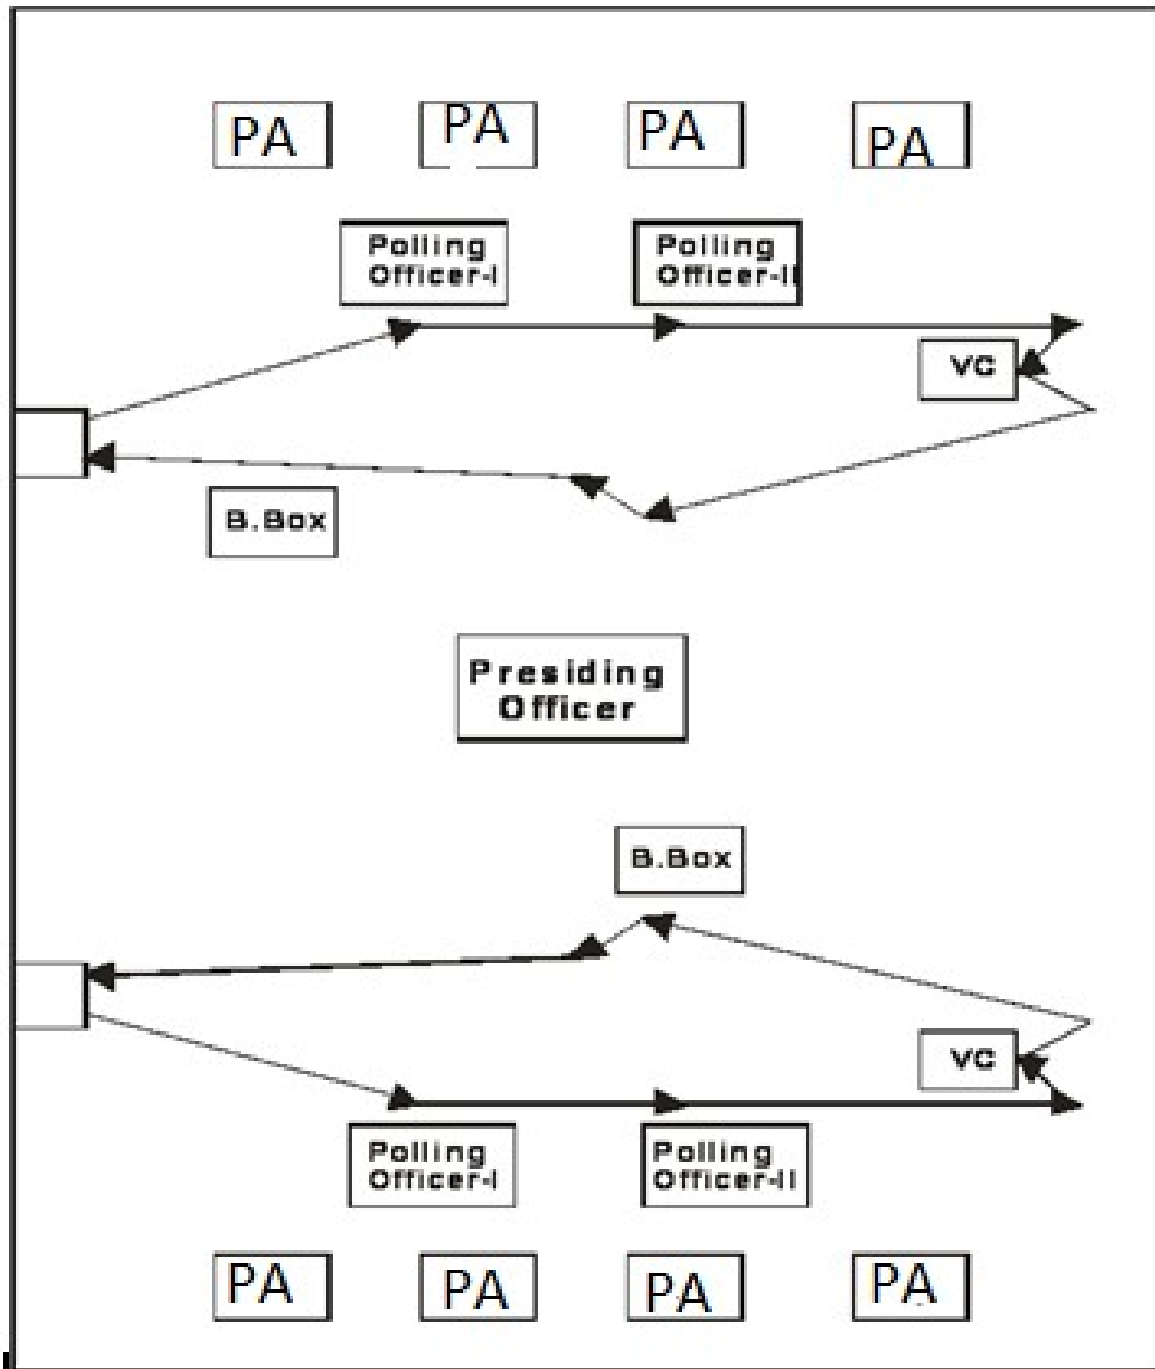 PA PA PA PA
Polling
Officer-I
Polling
Officer-II
VC
B.Box
Presiding
Officer
B.Box
VC
Polling
Officer-I
Polling
Officer-II
PA PA PA PA